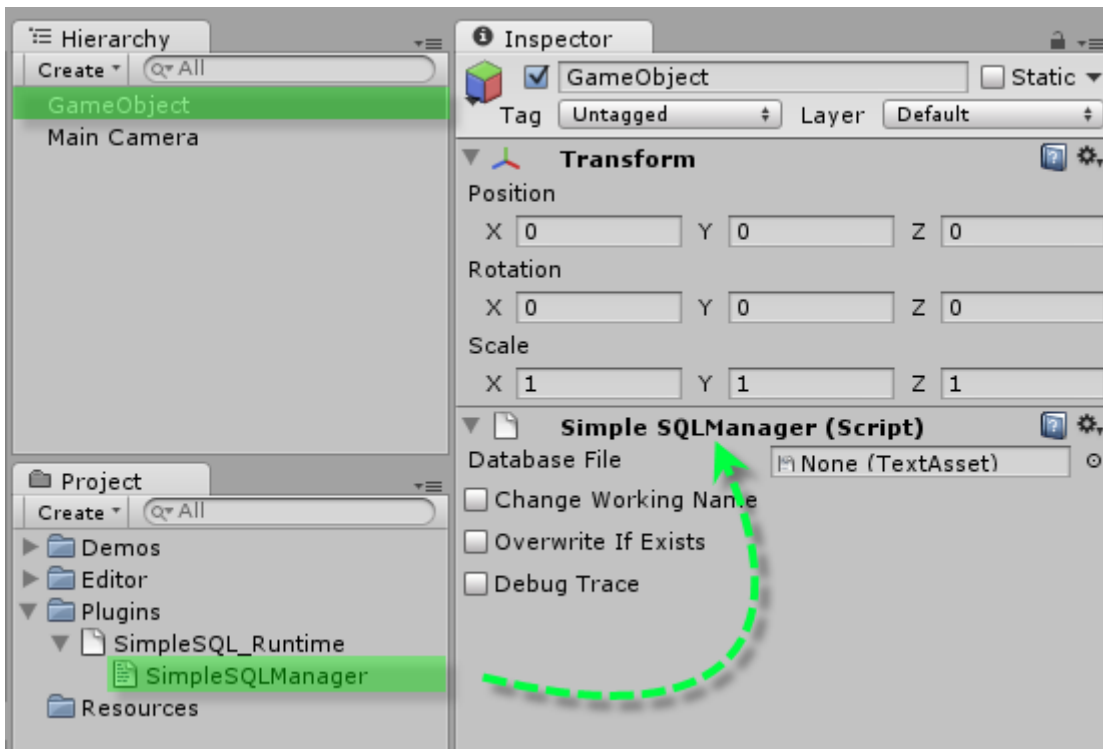 Hierarchy
Create All
GameObject
Main Camera
Project
Create All
Demos
Editor
Plugins
SimpleSQL_Runtime
SimpleSQLManager
Resources
Inspector
GameObject Static
Tag Untagged Layer Default
Transform
Position
X 0 Y 0 Z 0
Rotation
X 0 Y 0 Z 0
Scale
X 1 Y 1 Z 1
Simple SQLManager (Script)
Database File None (TextAsset)
Change Working Name
Overwrite If Exists
Debug Trace